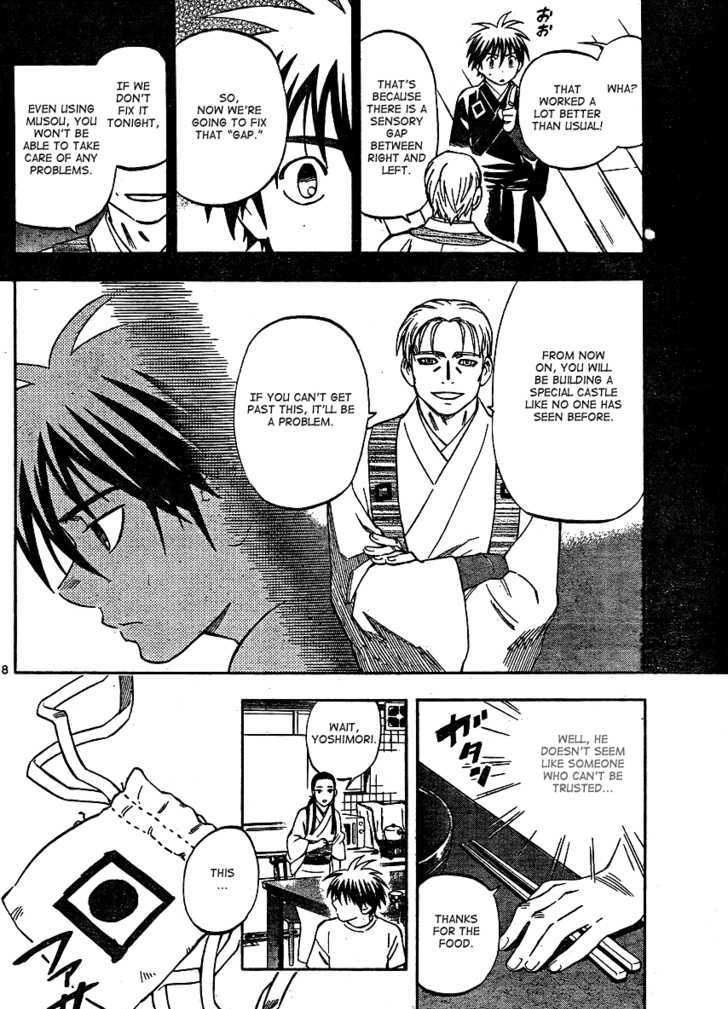 おお
WHA?
THAT
WORKED A
LOT BETTER
THAN USUAL!
THAT'S
BECAUSE
THERE IS A
SENSORY
GAP
BETWEEN
RIGHT AND
LEFT.
SO,
NOW WE'RE
GOING TO FIX
THAT "GAP."
IF WE
DON'T
FIX IT
TONIGHT,
EVEN USING
MUSOU, YOU
WON'T BE
ABLE TO TAKE
CARE OF ANY
PROBLEMS.
FROM NOW
ON, YOU WILL
BE BUILDING A
SPECIAL CASTLE
LIKE NO ONE HAS
SEEN BEFORE.
IF YOU CAN'T GET
PAST THIS, IT'LL BE
A PROBLEM.
8
WELL, HE
DOESN'T SEEM
LIKE SOMEONE
WHO CAN'T BE
TRUSTED...
ガタン
THANKS
FOR THE
FOOD.
WAIT,
YOSHIMORI.
THIS
...
ファサ